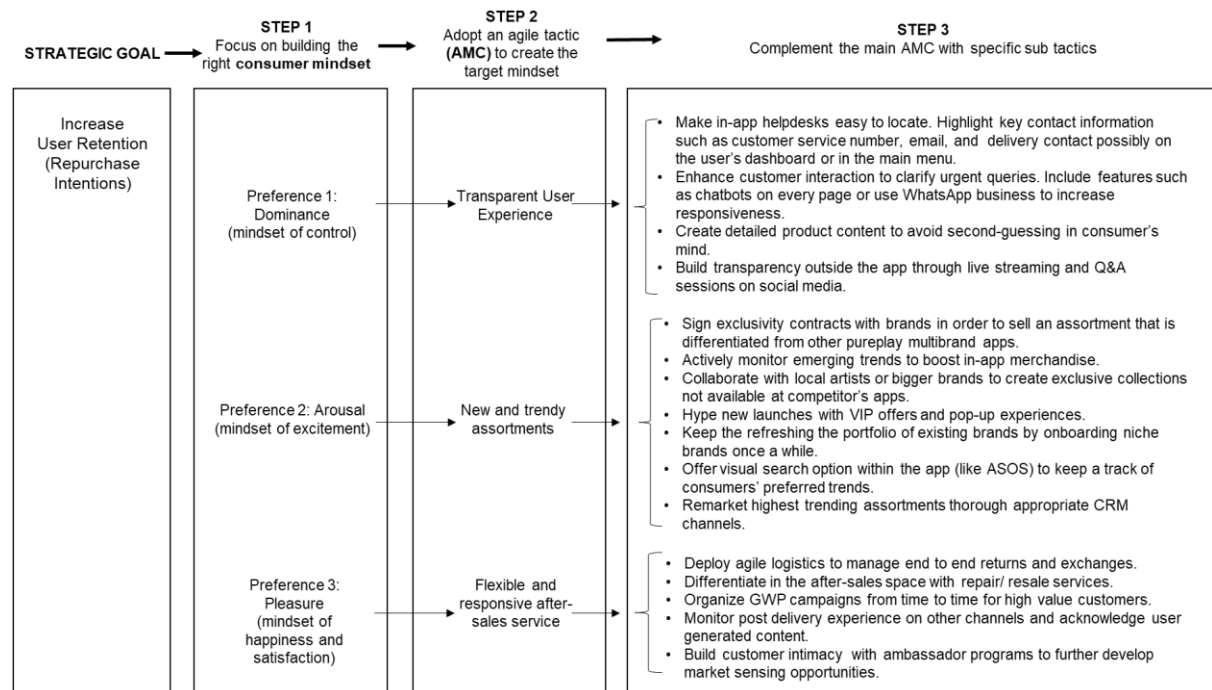 STRATEGIC GOAL
STEP 1
Focus on building the
right consumer mindset
STEP 2
Adopt an agile tactic
(AMC) to create the
target mindset
STEP 3
Complement the main AMC with specific sub tactics
Increase
User Retention
(Repurchase
Intentions)
Preference 1:
Dominance
(mindset of control)
Transparent User
Experience
• Make in-app helpdesks easy to locate. Highlight key contact information
such as customer service number, email, and delivery contact possibly on
the user's dashboard or in the main menu.
• Enhance customer interaction to clarify urgent queries. Include features such
as chatbots on every page or use WhatsApp business to increase
responsiveness.
• Create detailed product content to avoid second-guessing in consumer's
mind.
• Build transparency outside the app through live streaming and Q&A
sessions on social media.
Preference 2: Arousal
(mindset of excitement)
New and trendy
assortments
• Sign exclusivity contracts with brands in order to sell an assortment that is
differentiated from other pureplay multibrand apps.
• Actively monitor emerging trends to boost in-app merchandise.
• Collaborate with local artists or bigger brands to create exclusive collections
not available at competitor's apps.
• Hype new launches with VIP offers and pop-up experiences.
• Keep the refreshing the portfolio of existing brands by onboarding niche
brands once a while.
• Offer visual search option within the app (like ASOS) to keep a track of
consumers' preferred trends.
• Remarket highest trending assortments thorough appropriate CRM
channels.
Preference 3:
Pleasure
(mindset of
happiness and
satisfaction)
Flexible and
responsive after-
sales service
• Deploy agile logistics to manage end to end returns and exchanges.
• Differentiate in the after-sales space with repair/ resale services.
• Organize GWP campaigns from time to time for high value customers.
• Monitor post delivery experience on other channels and acknowledge user
generated content.
• Build customer intimacy with ambassador programs to further develop
market sensing opportunities.